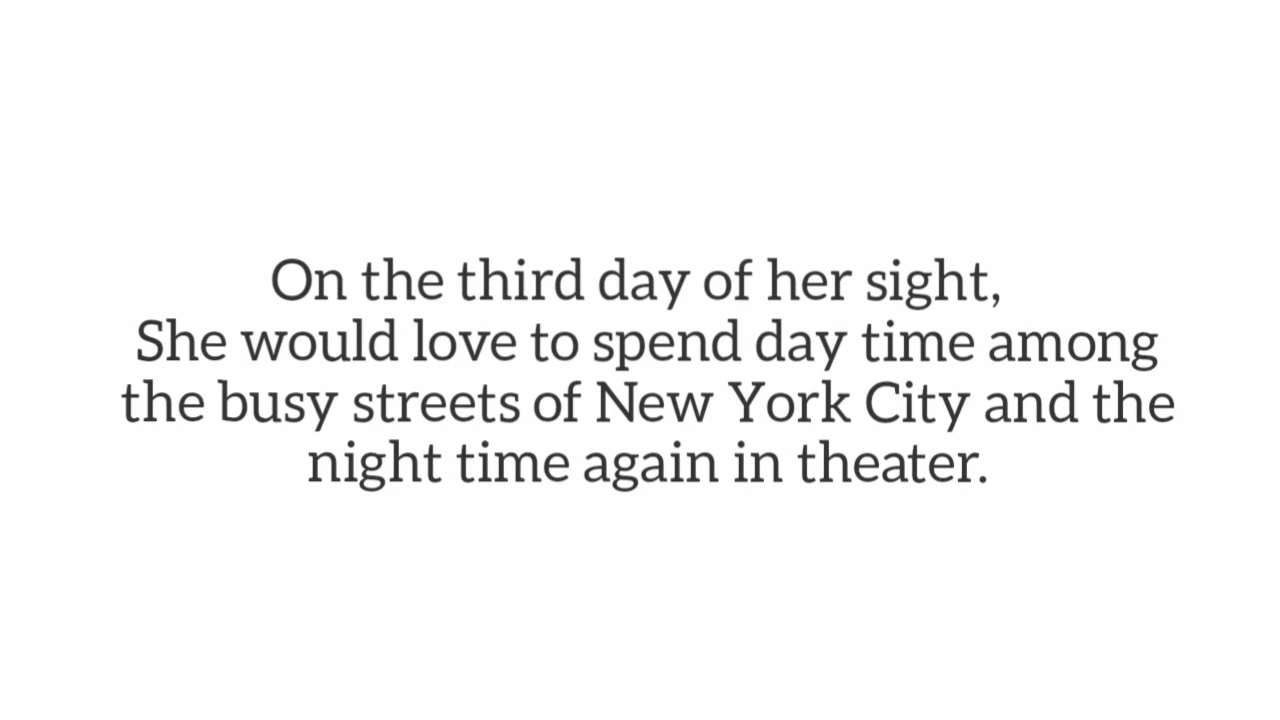 On the third day of her sight,
She would love to spend day time among
the busy streets of New York City and the
night time again in theater.